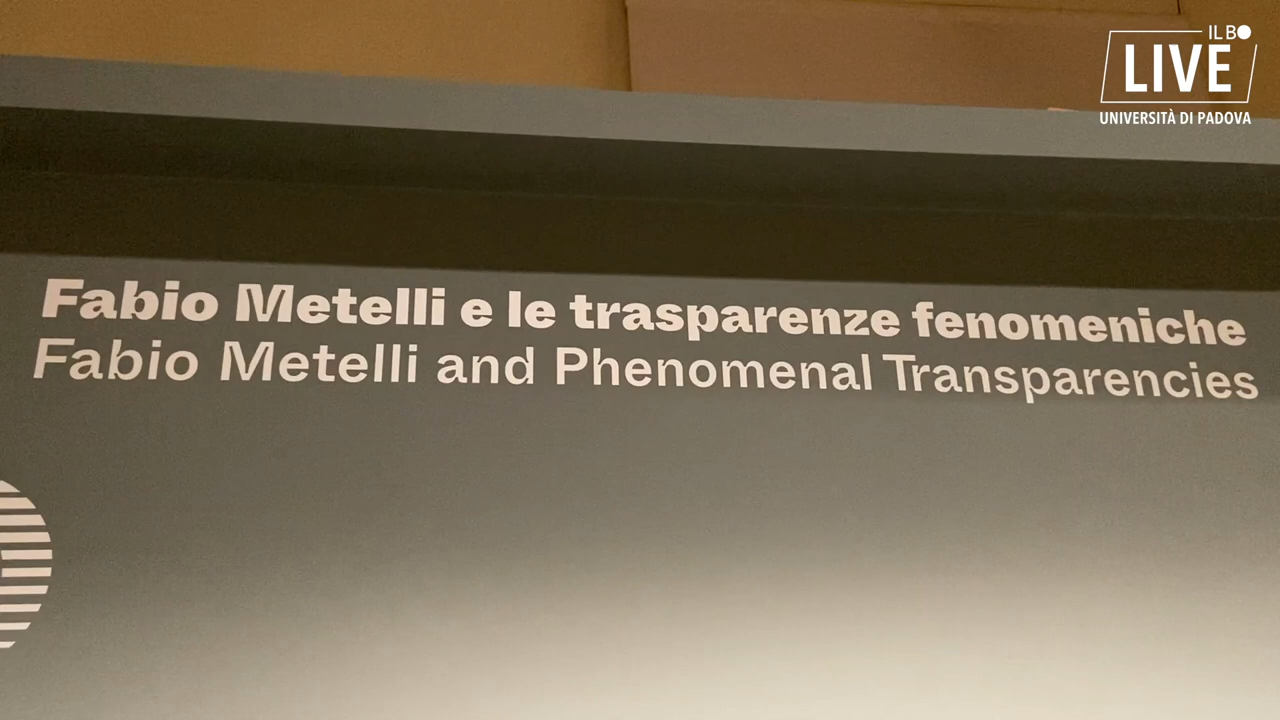 IL BO
LIVE
UNIVERSITÀ DI PADOVA
Fabio Metelli e le trasparenze fenomeniche
Fabio Metelli and Phenomenal Transparencies